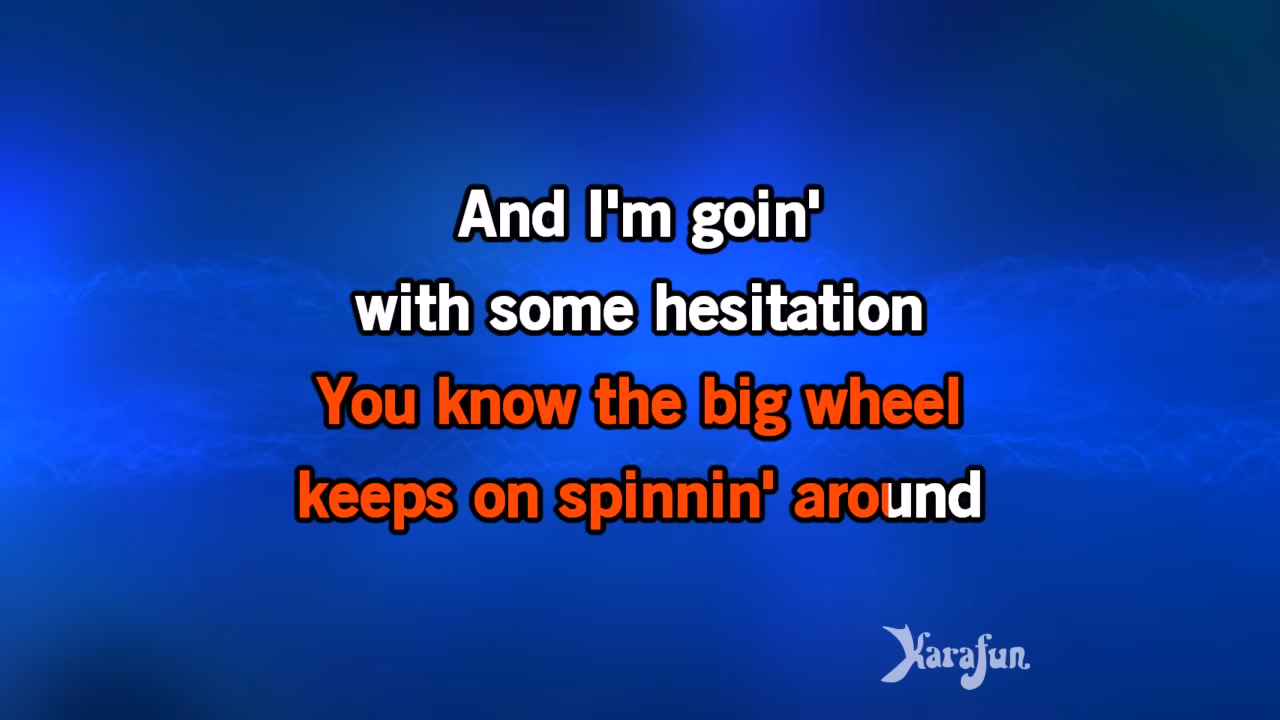 And I'm goin'
with some hesitation
You know the big wheel
keeps on spinnin' around
Karafun